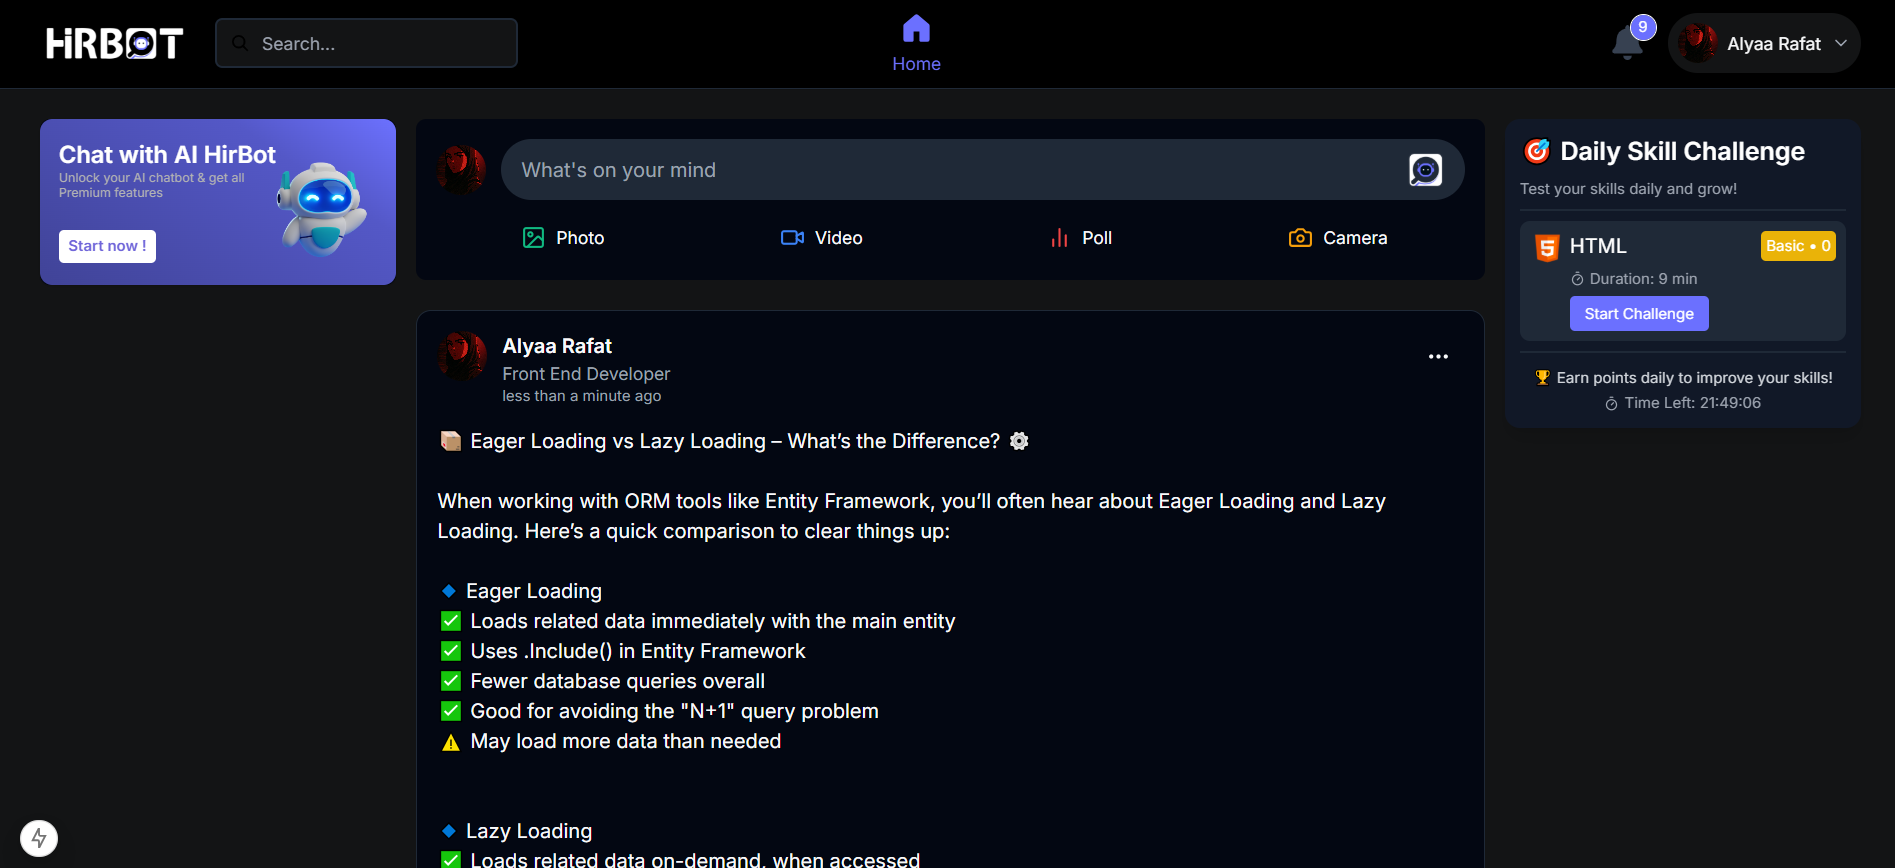 HiRBOT
Search...
Home
9
Alyaa Rafat
Chat with AI HirBot
Unlock your AI chatbot & get all
Premium features
Start now !
What's on your mind
Photo
Video
Poll
Camera
Alyaa Rafat
Front End Developer
less than a minute ago
📦 Eager Loading vs Lazy Loading – What’s the Difference? ⚙️
When working with ORM tools like Entity Framework, you’ll often hear about Eager Loading and Lazy
Loading. Here’s a quick comparison to clear things up:
🔹 Eager Loading
✅ Loads related data immediately with the main entity
✅ Uses .Include() in Entity Framework
✅ Fewer database queries overall
✅ Good for avoiding the "N+1" query problem
⚠️ May load more data than needed
🔹 Lazy Loading
✅ Loads related data on-demand, when accessed
🎯 Daily Skill Challenge
Test your skills daily and grow!
HTML
Basic • 0
Duration: 9 min
Start Challenge
🏆 Earn points daily to improve your skills!
Time Left: 21:49:06